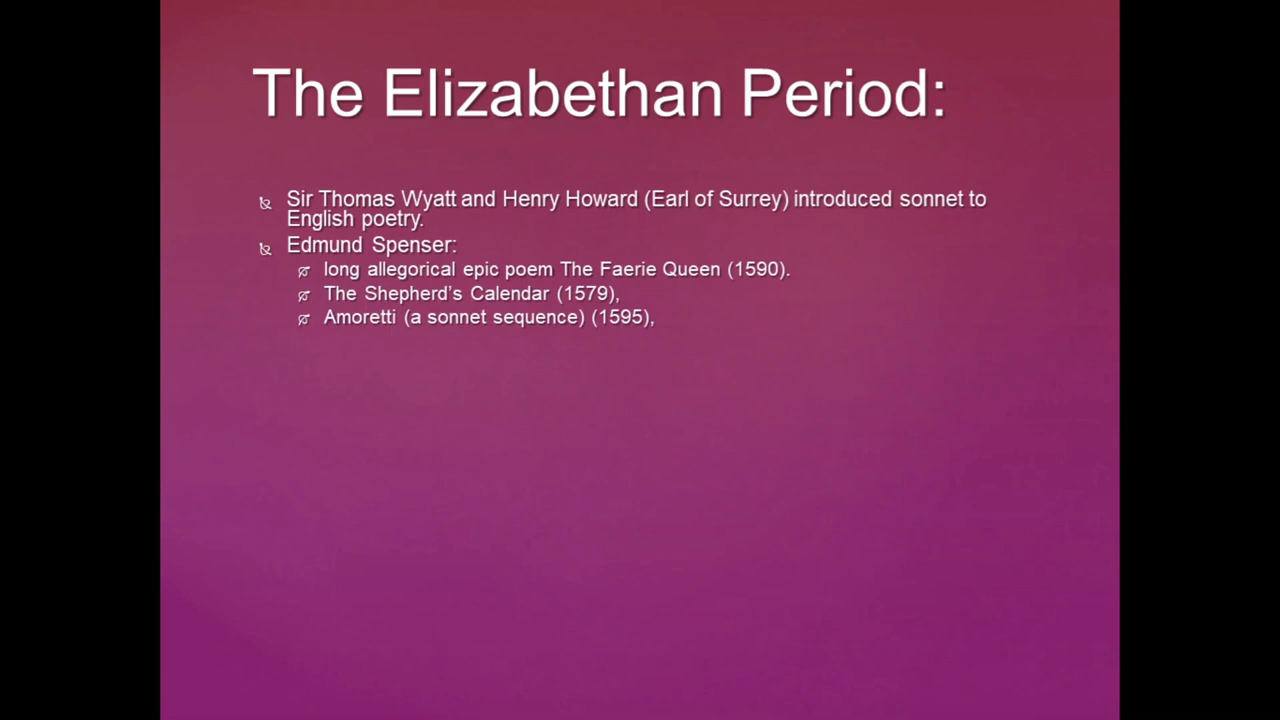 The Elizabethan Period:
Sir Thomas Wyatt and Henry Howard (Earl of Surrey) introduced sonnet to
English poetry.
Edmund Spenser:
long allegorical epic poem The Faerie Queen (1590).
The Shepherd’s Calendar (1579),
Amoretti (a sonnet sequence) (1595),